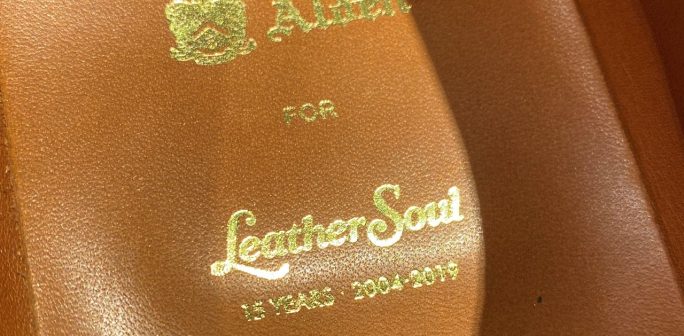 Alden
FOR
Leather Soul
15 YEARS · 2004-2019